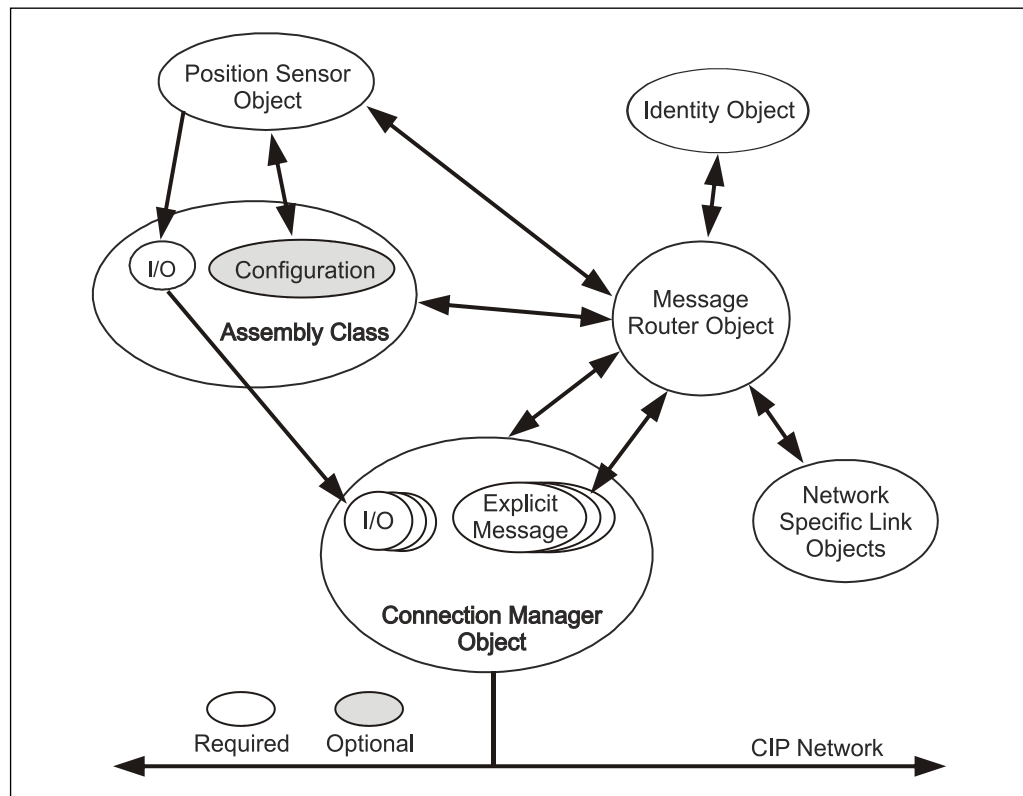 Position Sensor
Object
Identity Object
I/O
Configuration
Assembly Class
Message
Router Object
I/O
Explicit
Message
Network
Specific Link
Objects
Connection Manager
Object
Required
Optional
CIP Network